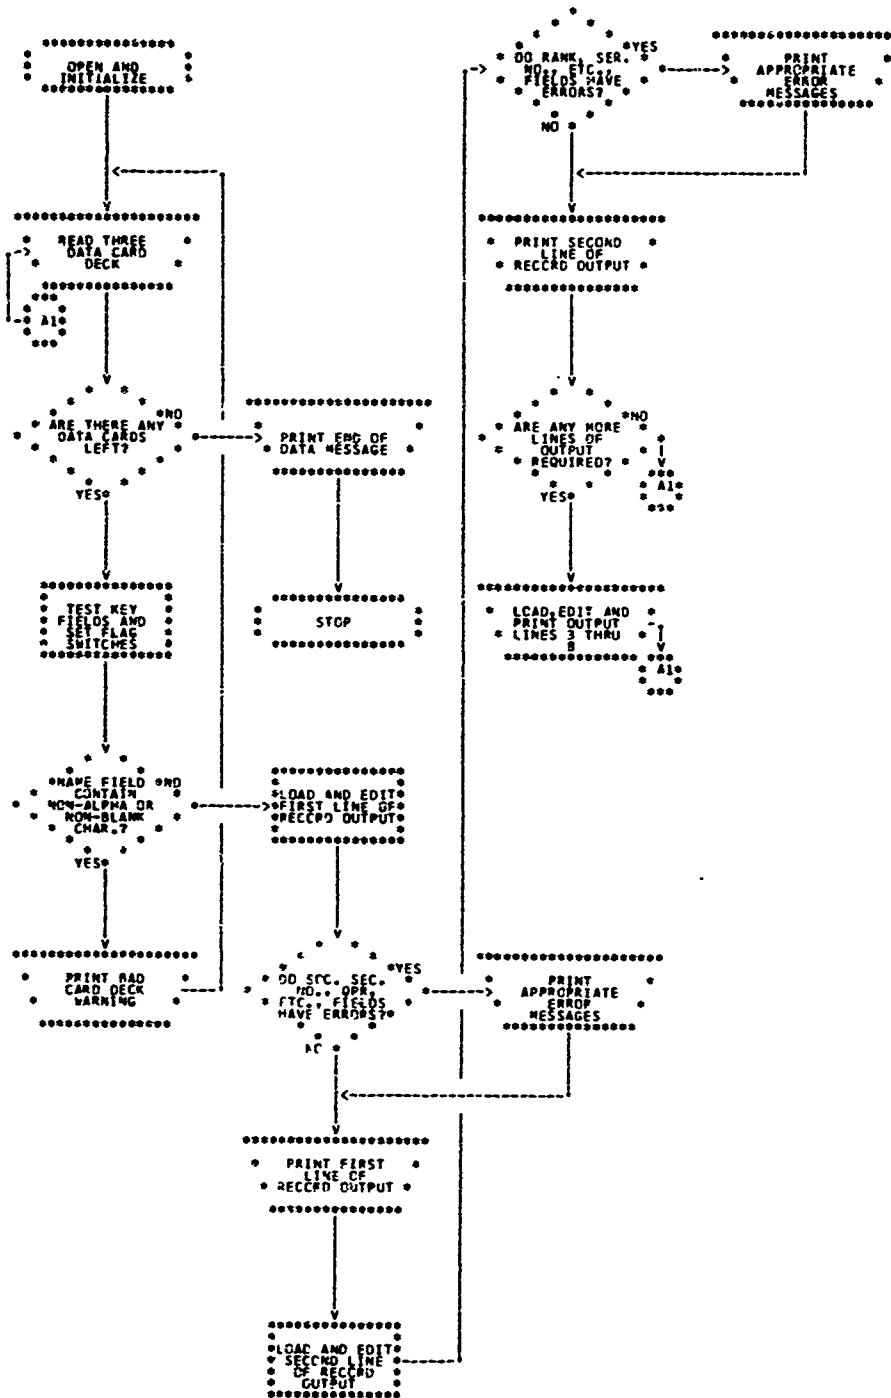 OPEN AND
INITIALIZE
READ THREE
DATA CARD
DECK
A1
ARE THERE ANY
DATA CARDS
LEFT?
NO
YES
PRINT END OF
DATA MESSAGE
STOP
TEST KEY
FIELDS AND
SET FLAG
SWITCHES
NAME FIELD
CONTAIN
NON-ALPHA OR
NON-BLANK
CHAR.?
NO
YES
PRINT BAD
CARD DECK
WARNING
LOAD AND EDIT
FIRST LINE OF
RECORD OUTPUT
DO SOC. SEC.
NO., OPR,
ETC., FIELDS
HAVE ERRORS?
YES
NO
PRINT
APPROPRIATE
ERROR
MESSAGES
PRINT FIRST
LINE OF
RECORD OUTPUT
LOAD AND EDIT
SECOND LINE
OF RECORD
OUTPUT
DO RANK, SER.
NO., ETC.,
FIELDS HAVE
ERRORS?
YES
NO
PRINT
APPROPRIATE
ERROR
MESSAGES
PRINT SECOND
LINE OF
RECORD OUTPUT
ARE ANY MORE
LINES OF
OUTPUT
REQUIRED?
NO
A1
YES
LOAD, EDIT AND
PRINT OUTPUT
LINES 3 THRU
8
A1